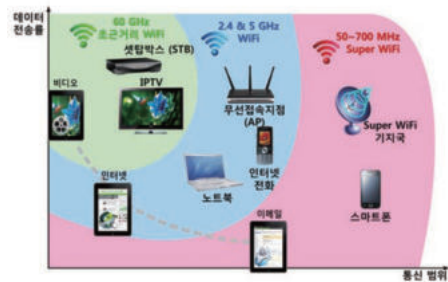 데이터
전송률
60 GHz
초근거리 WiFi
셋탑박스 (STB)
비디오
IPTV
2.4 & 5 GHz
WiFi
무선접속지점
(AP)
인터넷
전화
노트북
인터넷
이메일
50~700 MHz
Super WiFi
Super WiFi
기지국
스마트폰
통신 범위